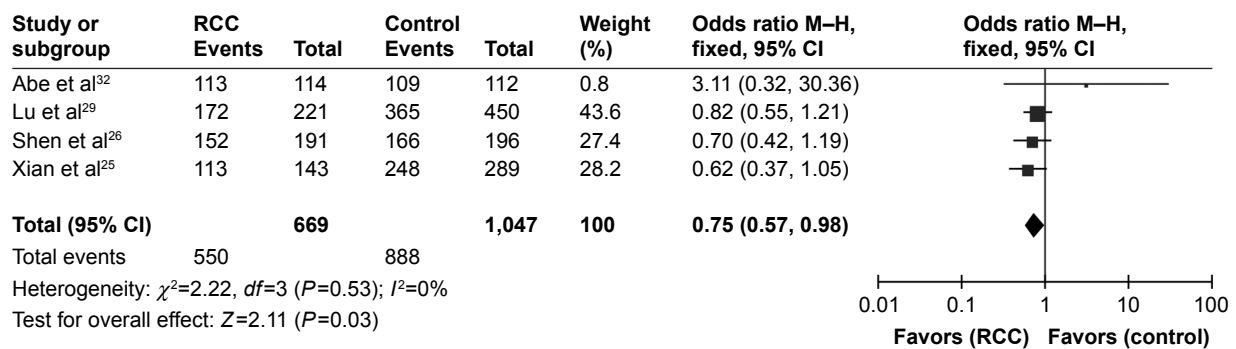 Study or subgroup RCC Events Total Control Events Total Weight (%) Odds ratio M–H, fixed, 95% CI Odds ratio M–H, fixed, 95% CI
Abe et al³² 113 114 109 112 0.8 3.11 (0.32, 30.36)
Lu et al²⁹ 172 221 365 450 43.6 0.82 (0.55, 1.21)
Shen et al²⁶ 152 191 166 196 27.4 0.70 (0.42, 1.19)
Xian et al²⁵ 113 143 248 289 28.2 0.62 (0.37, 1.05)
Total (95% CI) 669 1,047 100 0.75 (0.57, 0.98)
Total events 550 888
Heterogeneity: χ²=2.22, df=3 (P=0.53); I²=0%
Test for overall effect: Z=2.11 (P=0.03)
0.01 0.1 1 10 100
Favors (RCC) Favors (control)